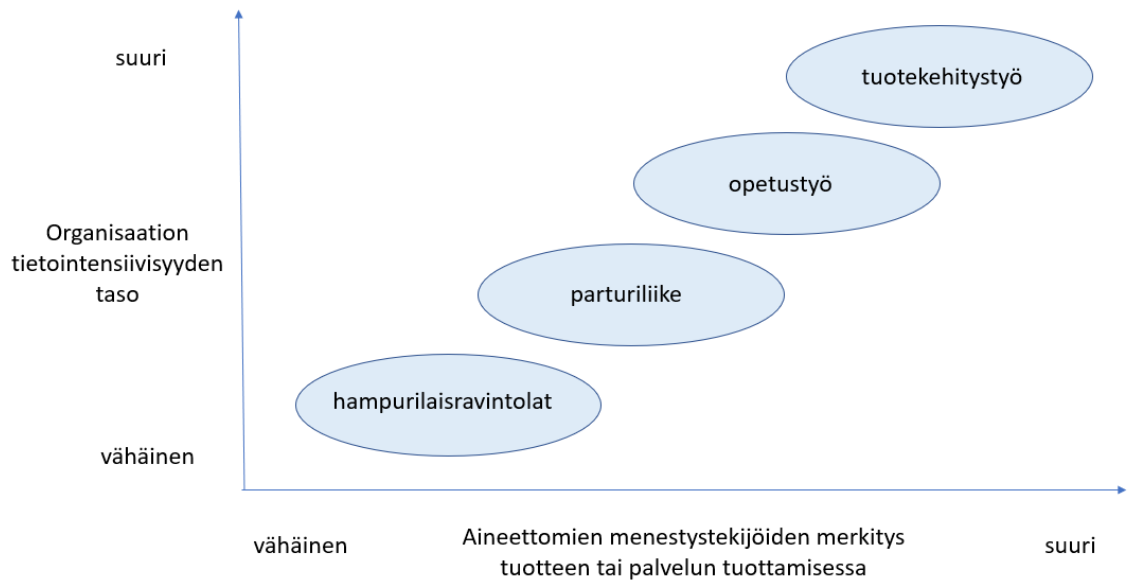 suuri
tuotekehitystyö
opetustyö
Organisaation
tietointensiivisyyden
taso
parturiliike
hampurilaisravintolat
vähäinen
vähäinen
Aineettomien menestystekijöiden merkitys
tuotteen tai palvelun tuottamisessa
suuri